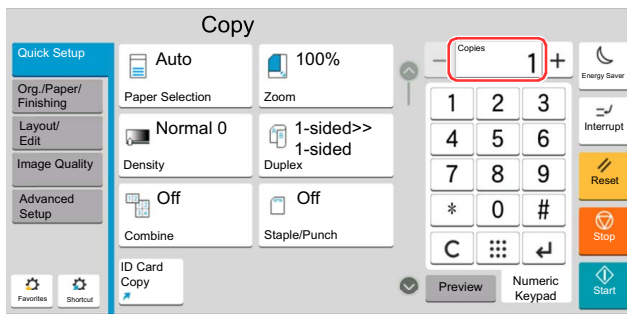 Copy
Quick Setup
Org./Paper/
Finishing
Layout/
Edit
Image Quality
Advanced
Setup
Favorites
Shortcut
Auto
Paper Selection
100%
Zoom
Normal 0
Density
1-sided>>
1-sided
Duplex
Off
Combine
Off
Staple/Punch
ID Card
Copy
Copies
− 1 +
1 2 3
4 5 6
7 8 9
* 0 #
C
Preview
Numeric
Keypad
Energy Saver
Interrupt
Reset
Stop
Start